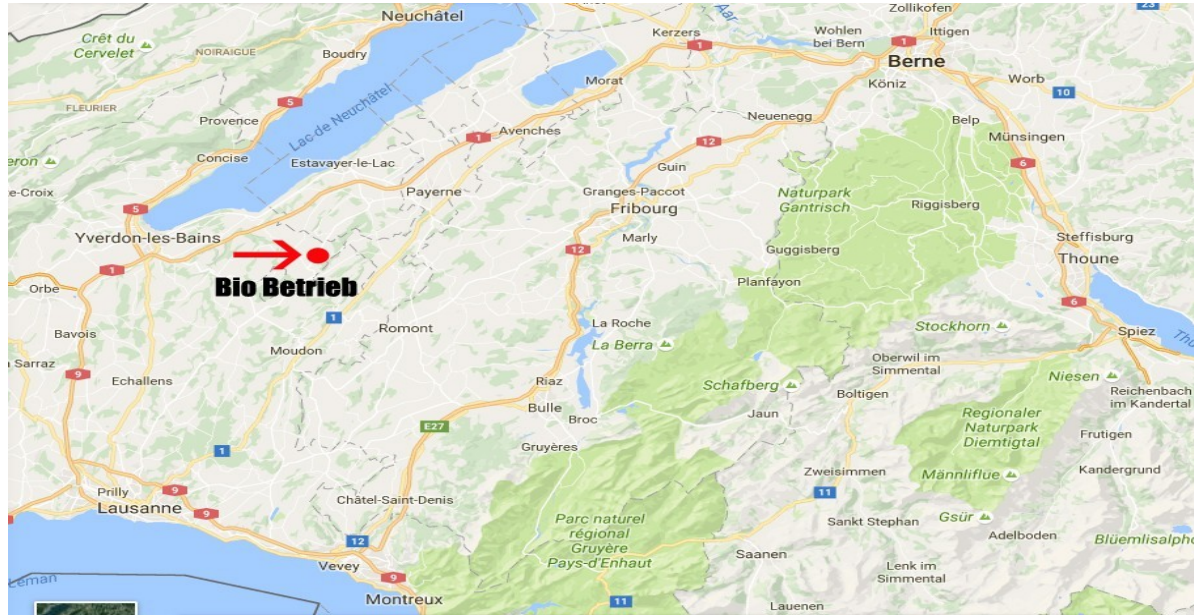 Neuchâtel
Zollikofen
23
Crêt du
Cervelet
NOIRAIGUE
Boudry
Kerzers
1
Aar
Wohlen
bei Bern
1
Ittigen
Berne
Köniz
Worb
10
Morat
FLEURIER
5
Provence
Lac de Neuchâtel
1
Avenches
Neuenegg
Belp
Münsingen
12
6
Concise
Estavayer-le-Lac
Guin
Payerne
Granges-Paccot
Fribourg
Naturpark
Gantrisch
Riggisberg
e-Croix
5
Yverdon-les-Bains
Marly
12
Guggisberg
Steffisburg
Thoune
Planfayon
1
Orbe
Bio Betrieb
6
1
Bavois
Romont
La Roche
La Berra
Stockhorn
Spiez
Moudon
Oberwil im
Simmental
Niesen
Sarraz
9
Echallens
Riaz
Bulle
Broc
Schafberg
Jaun
Boltigen
Reichenbach
im Kandertal
Regionaler
Naturpark
Diemtigtal
E27
Gruyères
Frutigen
1
Zweisimmen
Männliflue
Kandergrund
Prilly
Lausanne
9
9
Châtel-Saint-Denis
11
Gsür
Parc naturel
régional
Gruyère
Pays-d'Enhaut
Sankt Stephan
Adelboden
Blüemlisalpho
12
Vevey
Saanen
Lenk im
Simmental
Leman
9
Montreux
11
Lauenen